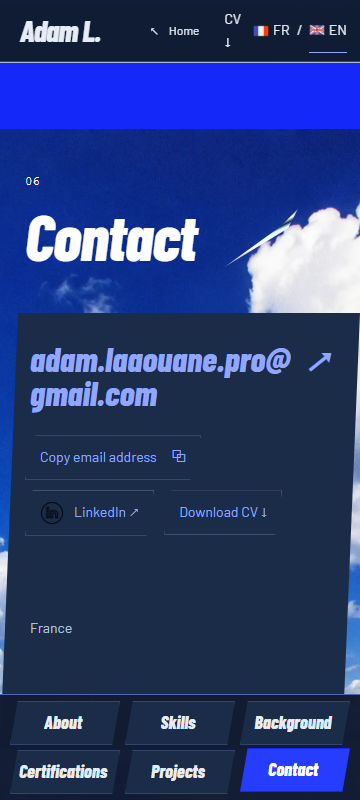 Adam L.
↖ Home
CV ↓
🇫🇷 FR / 🇬🇧 EN
06
Contact
adam.laaouane.pro@ ↗
gmail.com
Copy email address
LinkedIn ↗
Download CV ↓
France
About
Skills
Background
Certifications
Projects
Contact